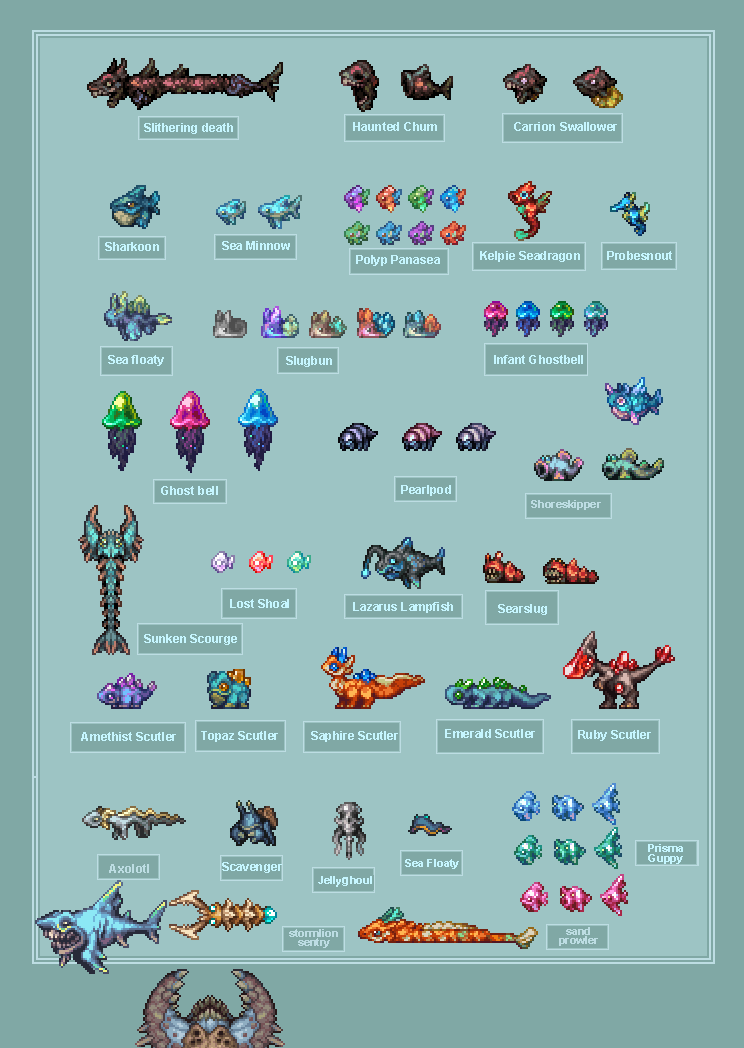 Slithering death
Haunted Chum
Carrion Swallower
Sharkoon
Sea Minnow
Polyp Panasea
Kelpie Seadragon
Probesnout
Sea floaty
Slugbun
Infant Ghostbell
Ghost bell
Pearlpod
Shoreskipper
Sunken Scourge
Lost Shoal
Lazarus Lampfish
Searslug
Amethist Scutler
Topaz Scutler
Saphire Scutler
Emerald Scutler
Ruby Scutler
Axolotl
Scavenger
Jellyghoul
Sea Floaty
Prisma
Guppy
stormlion
sentry
sand
prowler